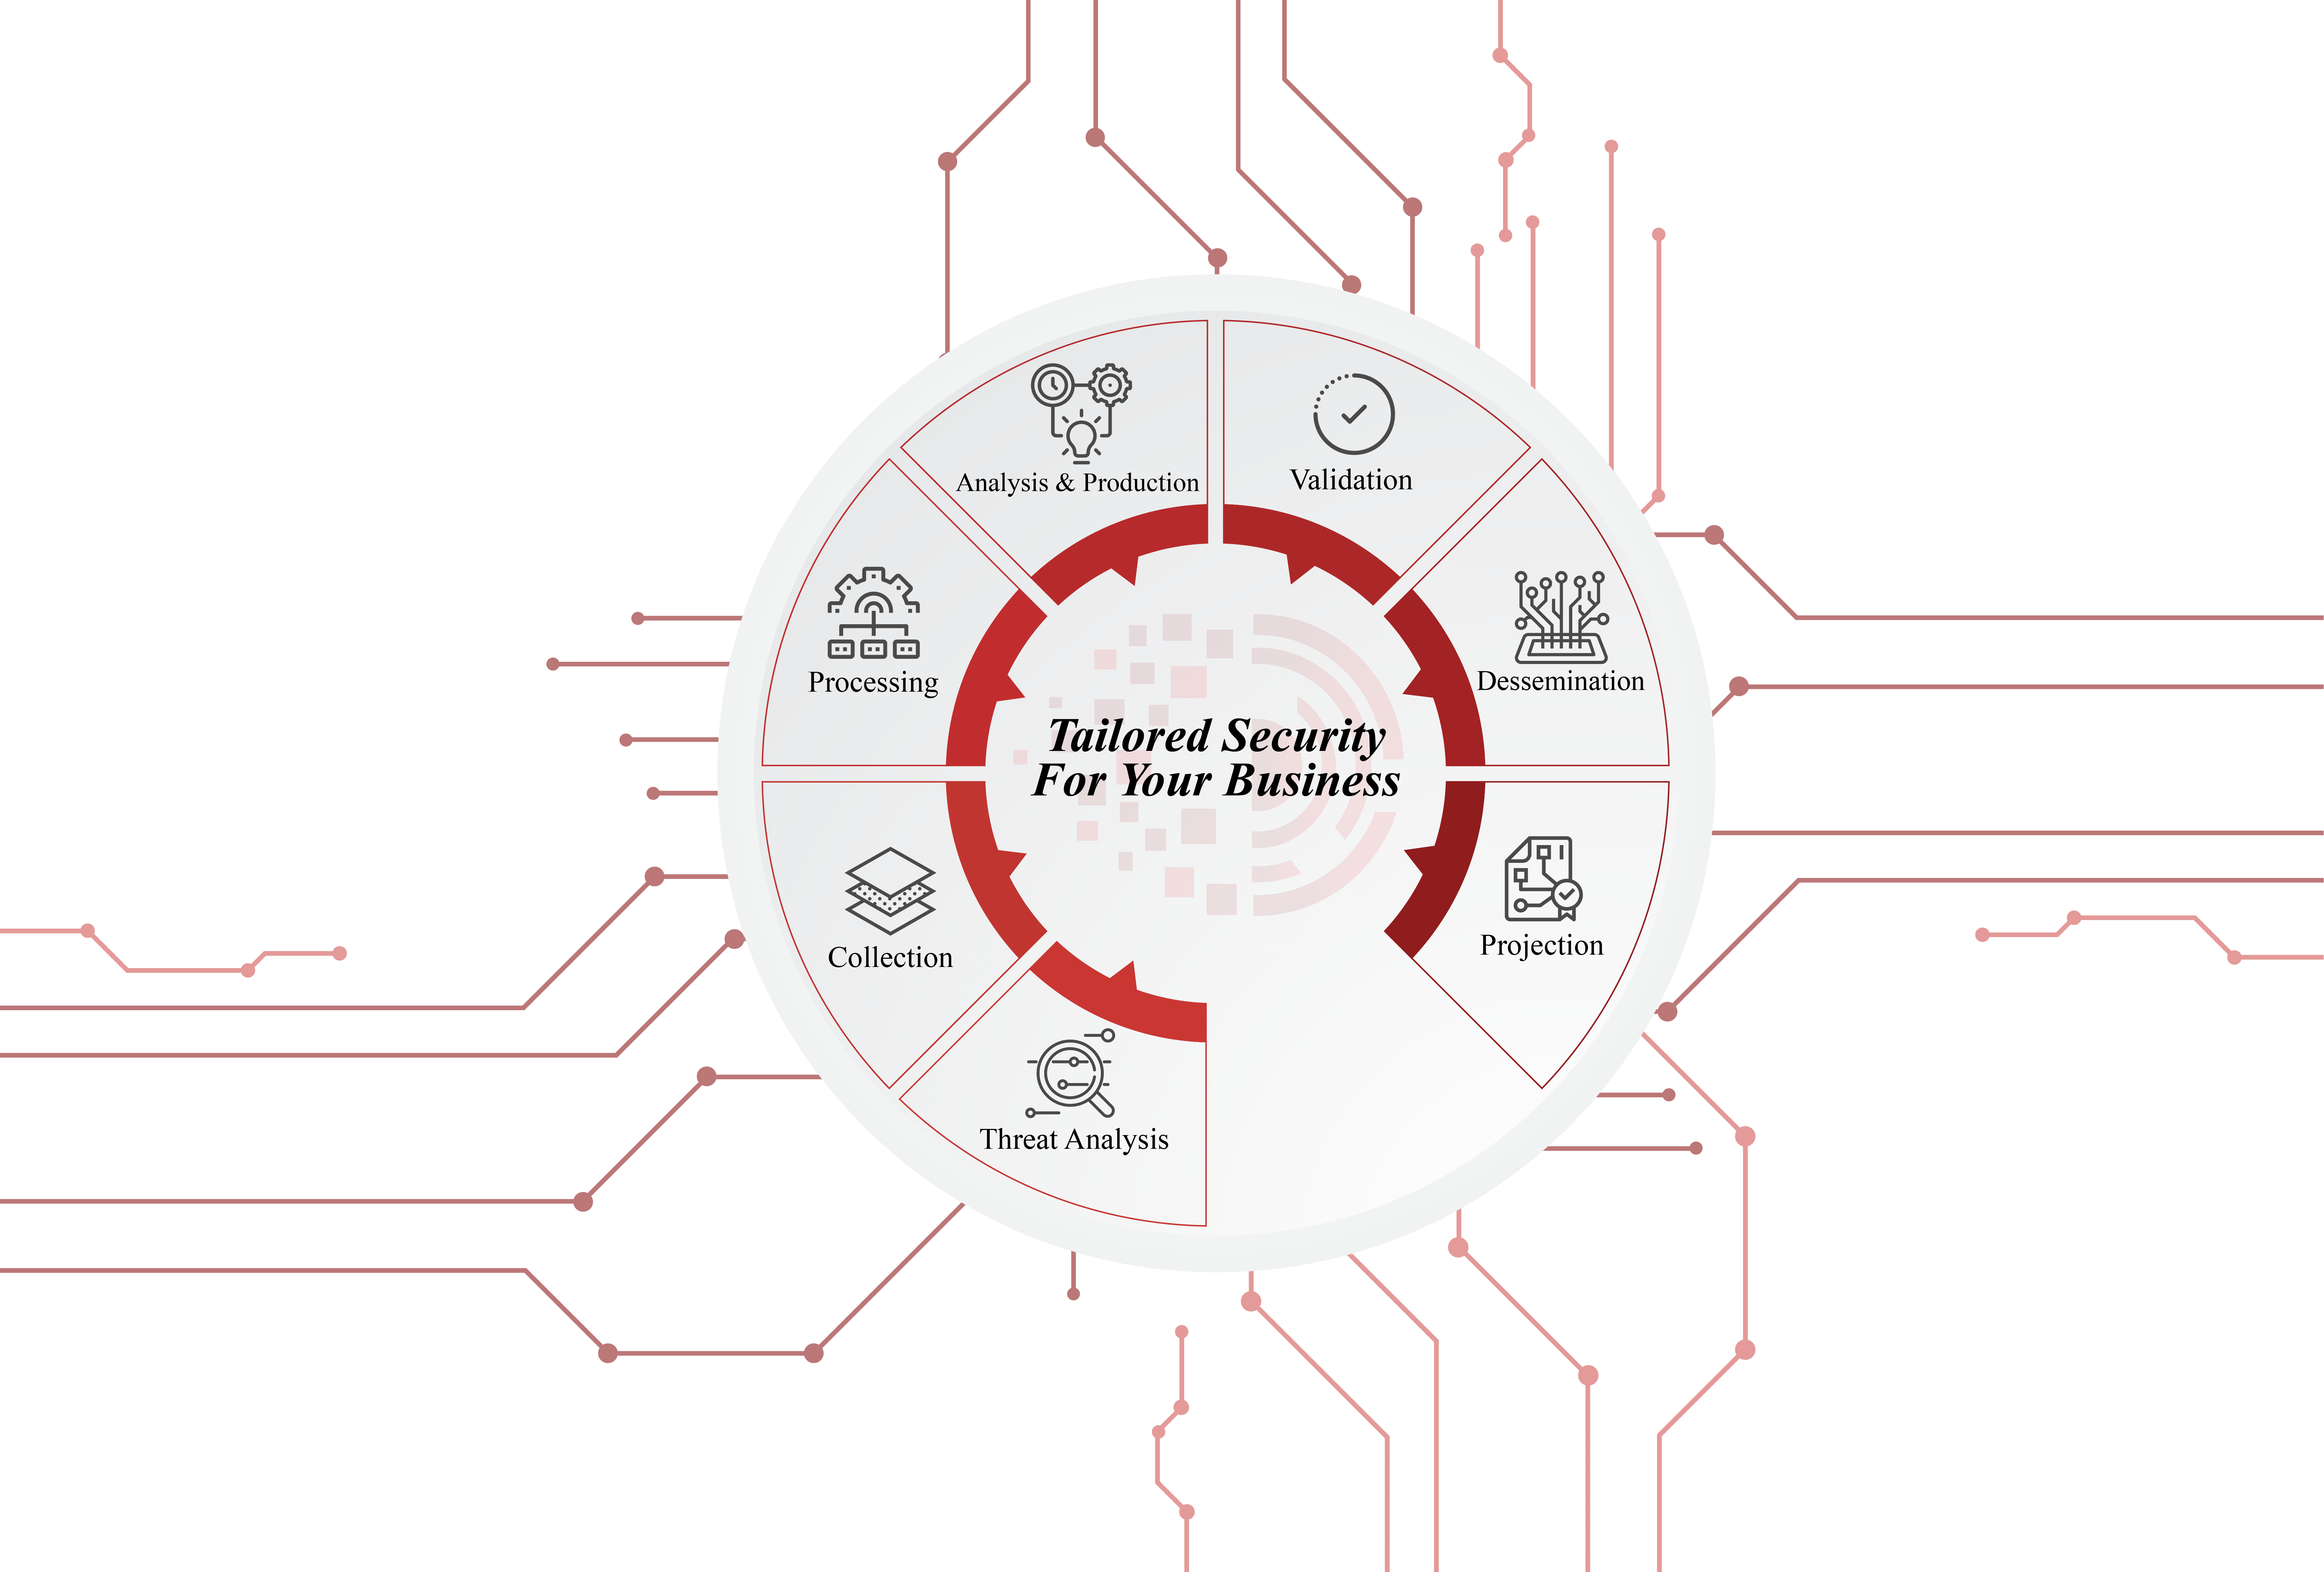 Analysis & Production
Validation
Processing
Dessemination
Tailored Security
For Your Business
Collection
Projection
Threat Analysis